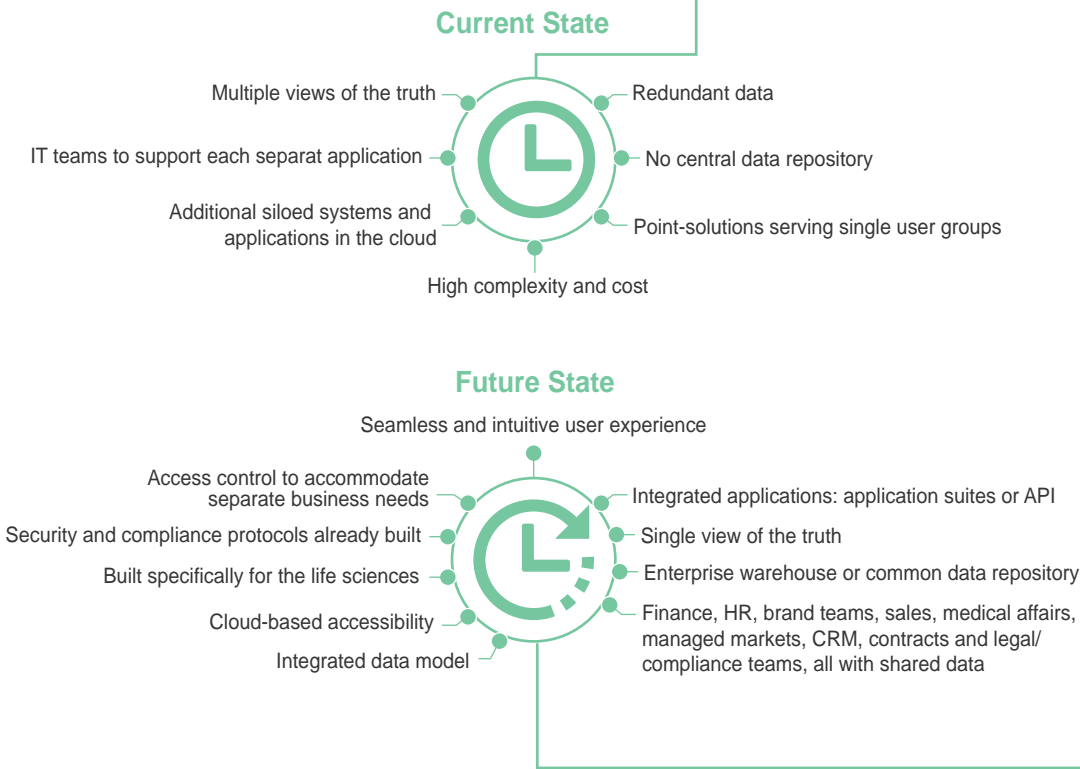 Current State
Multiple views of the truth
Redundant data
IT teams to support each separat application
No central data repository
Additional siloed systems and
applications in the cloud
Point-solutions serving single user groups
High complexity and cost
Future State
Seamless and intuitive user experience
Access control to accommodate
separate business needs
Integrated applications: application suites or API
Security and compliance protocols already built
Single view of the truth
Built specifically for the life sciences
Enterprise warehouse or common data repository
Cloud-based accessibility
Finance, HR, brand teams, sales, medical affairs,
managed markets, CRM, contracts and legal/
compliance teams, all with shared data
Integrated data model